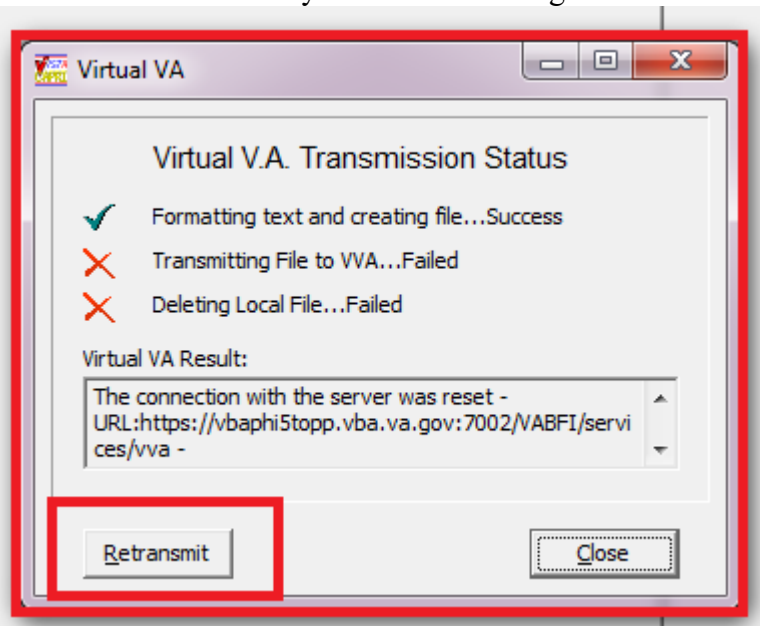 Virtual VA
Virtual V.A. Transmission Status
Formatting text and creating file...Success
Transmitting File to VVA...Failed
Deleting Local File...Failed
Virtual VA Result:
The connection with the server was reset -
URL:https://vbaphi5topp.vba.va.gov:7002/VABFI/servi
ces/vva -
Retransmit
Close